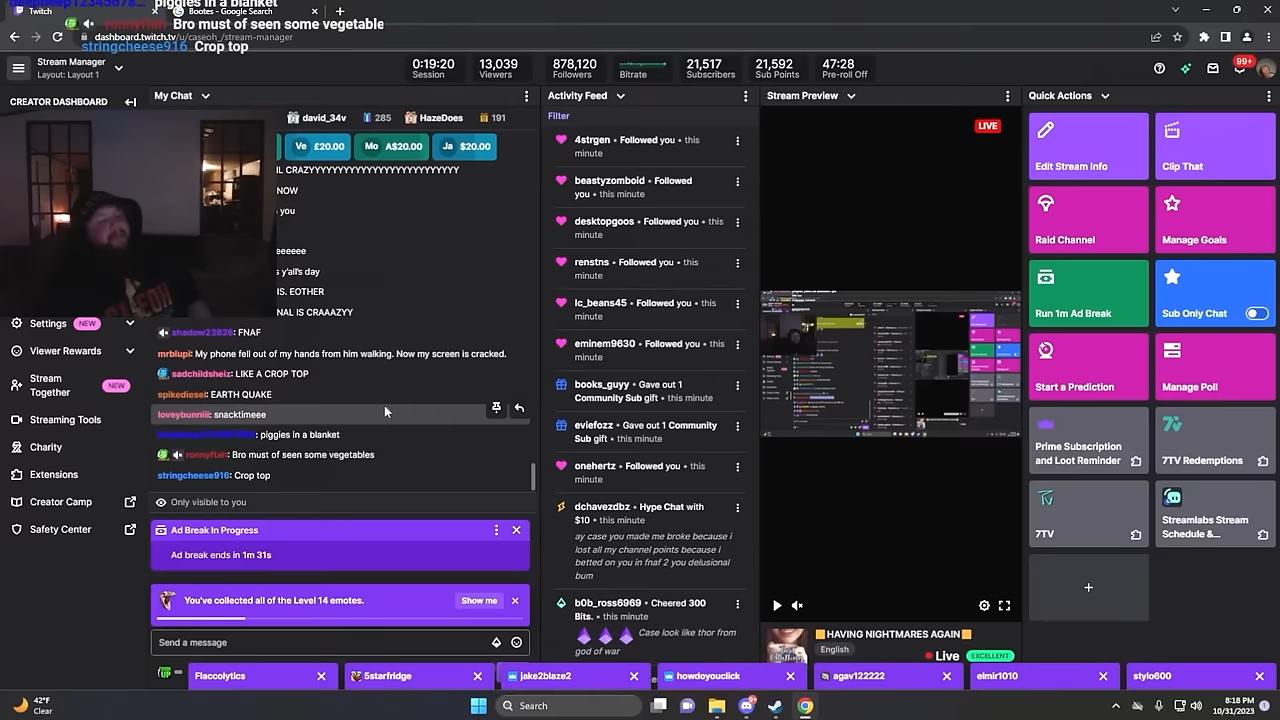 piggies in a blanket
Twitch
Bootes - Google Search
ronnyftxn Bro must of seen some vegetable
dashboard.twitch.tv/u/caseoh_/stream-manager
stringcheese916 Crop top
Stream Manager
Layout: Layout 1
0:19:20
Session
13,039
Viewers
878,120
Followers
Bitrate
21,517
Subscribers
21,592
Sub Points
47:28
Pre-roll Off
99+
CREATOR DASHBOARD
Settings
NEW
Viewer Rewards
Stream
Together
NEW
Streaming Tools
Charity
Extensions
Creator Camp
Safety Center
My Chat
david_34v
285
HazeDoes
191
Ve £20.00
Mo A$20.00
Ja
NOW
you
y'all's day
IS. EOTHER
NAL IS CRAAAZY
shadow23826: FNAF
mrblupi: My phone fell out of my hand from him walking. Now my screens cracked.
sadchildsheiz: LIKE A CROP TOP
spikediesel: EARTH QUAKE
loveybunniii: snacktimeee
piggies in a blanket
ronnyftxn: Bro must of seen some vegetables
stringcheese916: Crop top
Only visible to you
Ad Break In Progress
Ad break ends in 1m 31s
You've collected all of the Level 14 emotes.
Show me
Send a message
Activity Feed
Filter
4strgen • Followed you • this
minute
beastyzomboid • Followed
you • this minute
desktopgoos • Followed you • this
minute
renstns • Followed you • this
minute
lc_beans45 • Followed you • this
minute
eminem9630 • Followed you • this
minute
books_guy • Gave out 1
Community Sub gift • this minute
eviefozz • Gave out 1 Community
Sub gift • this minute
onehertz • Followed you • this
minute
dchavezdbz • Hype Chat with
$10 • this minute
ay case you made me broke because i
lost all my channel points because i
betted on you in fnaf 2 you delusional
bum
b0b_ross6969 • Cheered 300
Bits. • this minute
Case look like thor from
god of war
Stream Preview
LIVE
HAVING NIGHTMARES AGAIN
English
Live
EXCELLENT
Quick Actions
Edit Stream Info
Clip That
Raid Channel
Manage Goals
Run 1m Ad Break
Sub Only Chat
Start a Prediction
Manage Poll
Prime Subscription
and Loot Reminder
7TV Redemptions
7TV
Streamlabs Stream
Schedule &...
Flaccolytics
5starfridge
jake2blaze2
howdoyouclick
agav122222
elmir1010
stylo600
42°F
Clear
Search
8:18 PM
10/31/2023